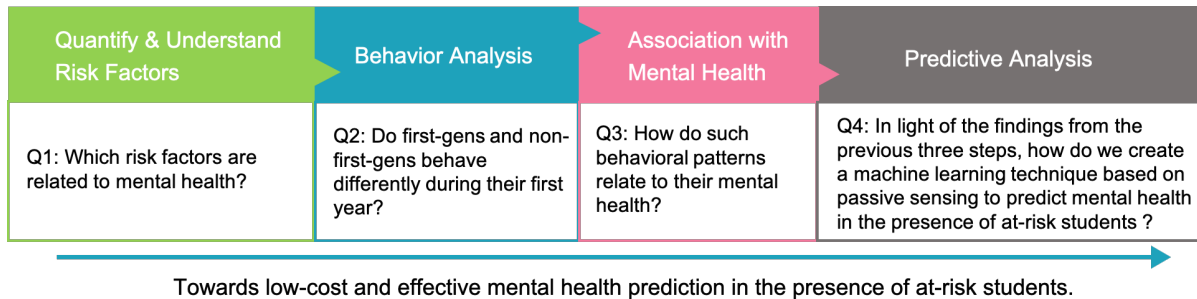 Quantify & Understand
Risk Factors
Behavior Analysis
Association with
Mental Health
Predictive Analysis
Q1: Which risk factors are
related to mental health?
Q2: Do first-gens and non-
first-gens behave
differently during their first
year?
Q3: How do such
behavioral patterns
relate to their mental
health?
Q4: In light of the findings from the
previous three steps, how do we create
a machine learning technique based on
passive sensing to predict mental health
in the presence of at-risk students ?
Towards low-cost and effective mental health prediction in the presence of at-risk students.